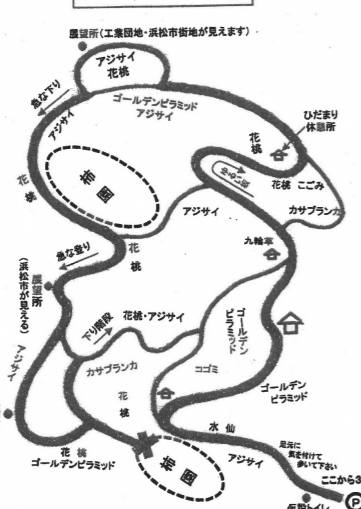 展望所(工業団地・浜松市街地が見えます)
アジサイ
花桃
急な下り
アジサイ
ゴールデンピラミッド
アジサイ
ひだまり
休憩所
花桃
花桃
柿園
花桃 こごみ
カサブランカ
アジサイ
九輪草
急な登り
花桃
展望所
(浜松市が見える)
下り階段
花桃・アジサイ
ゴールデン
ピラミッド
アジサイ
カサブランカ
コゴミ
花桃
ゴールデン
ピラミッド
水仙
花桃
ゴールデンピラミッド
柿園
アジサイ
足元に
気を付けて
歩いて下さい
ここから3
P
仮設トイレ